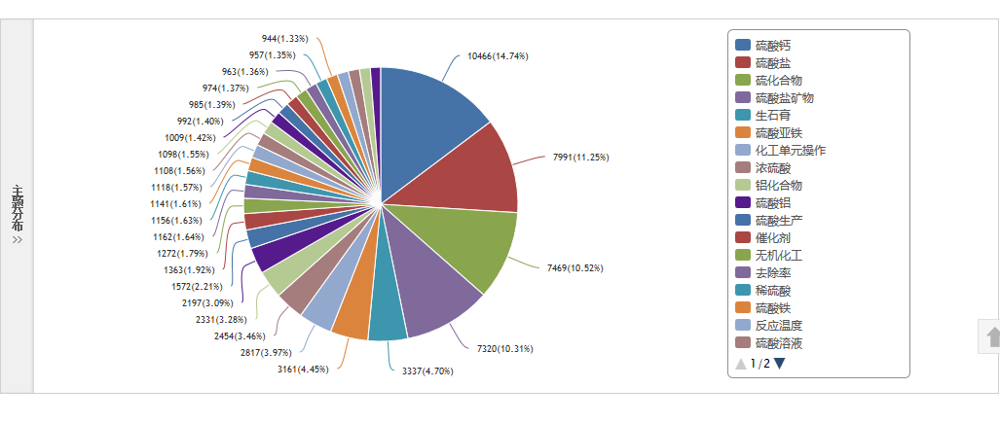 主题分布
>>
944(1.33%)
957(1.35%)
963(1.36%)
974(1.37%)
985(1.39%)
992(1.40%)
1009(1.42%)
1098(1.55%)
1108(1.56%)
1118(1.57%)
1141(1.61%)
1156(1.63%)
1162(1.64%)
1272(1.79%)
1363(1.92%)
1572(2.21%)
2197(3.09%)
2331(3.28%)
2454(3.46%)
2817(3.97%)
3161(4.45%)
3337(4.70%)
7320(10.31%)
7469(10.52%)
7991(11.25%)
10466(14.74%)
硫酸钙
硫酸盐
硫化合物
硫酸盐矿物
生石膏
硫酸亚铁
化工单元操作
浓硫酸
铝化合物
硫酸铝
硫酸生产
催化剂
无机化工
去除率
稀硫酸
硫酸铁
反应温度
硫酸溶液
1/2